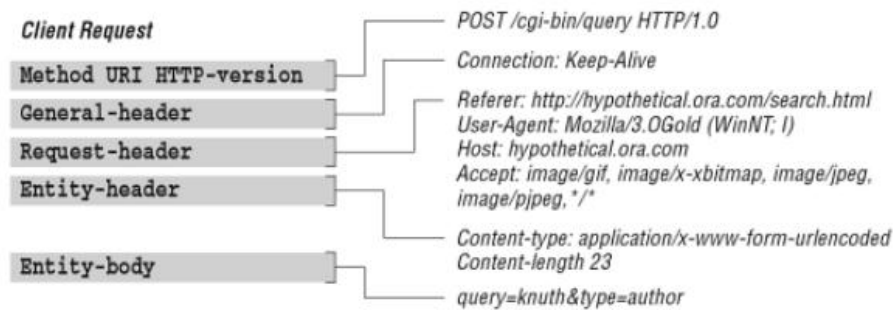 Client Request
Method URI HTTP-version
General-header
Request-header
Entity-header
Entity-body
POST /cgi-bin/query HTTP/1.0
Connection: Keep-Alive
Referer: http://hypothetical.ora.com/search.html
User-Agent: Mozilla/3.0Gold (WinNT; I)
Host: hypothetical.ora.com
Accept: image/gif, image/x-xbitmap, image/jpeg,
image/pjpeg,*/*
Content-type: application/x-www-form-urlencoded
Content-length 23
query=knuth&type=author